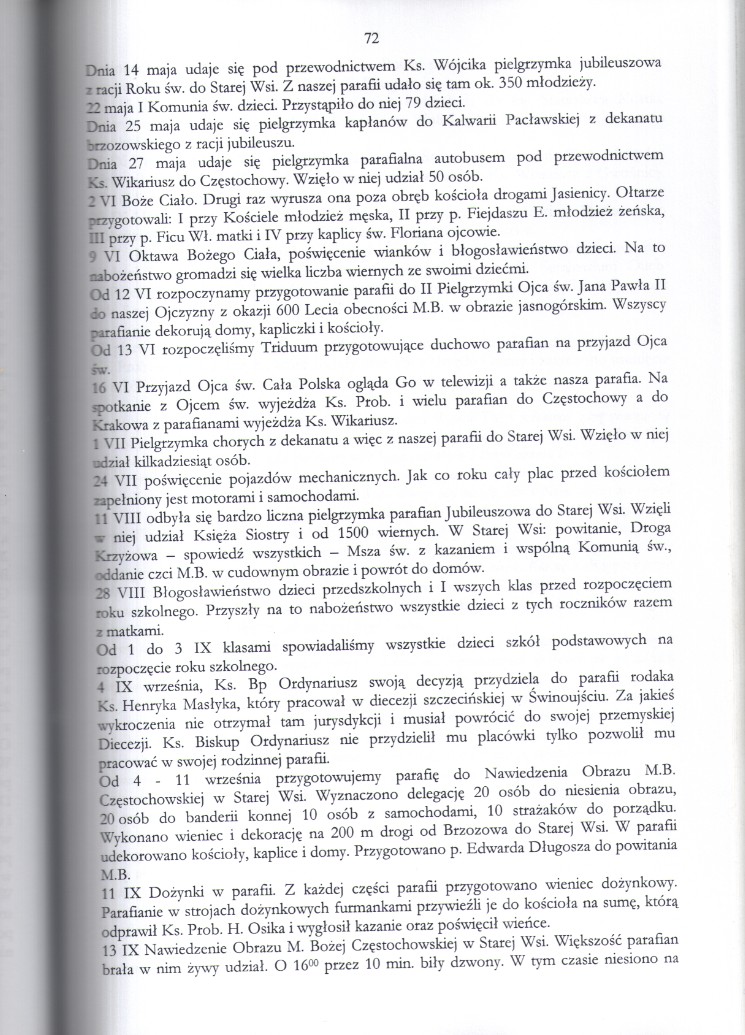 72
Dnia 14 maja udaje się pod przewodnictwem Ks. Wójcika pielgrzymka jubileuszowa
z racji Roku św. do Starej Wsi. Z naszej parafii udało się tam ok. 350 młodzieży.
22 maja I Komunia św. dzieci. Przystąpiło do niej 79 dzieci.
Dnia 25 maja udaje się pielgrzymka kapłanów do Kalwarii Pacławskiej z dekanatu
brzozowskiego z racji jubileuszu.
Dnia 27 maja udaje się pielgrzymka parafialna autobusem pod przewodnictwem
Ks. Wikariusz do Częstochowy. Wzięło w niej udział 50 osób.
2 VI Boże Ciało. Drugi raz wyrusza ona poza obręb kościoła drogami Jasienicy. Ołtarze
przygotowali: I przy Kościele młodzież męska, II przy p. Fiejdaszu E. młodzież żeńska,
III przy p. Ficu Wł. matki i IV przy kaplicy św. Floriana ojcowie.
9 VI Oktawa Bożego Ciała, poświęcenie wianków i błogosławieństwo dzieci. Na to
nabożeństwo gromadzi się wielka liczba wiernych ze swoimi dziećmi.
Od 12 VI rozpoczynamy przygotowanie parafii do II Pielgrzymki Ojca św. Jana Pawła II
do naszej Ojczyzny z okazji 600 Lecia obecności M.B. w obrazie jasnogórskim. Wszyscy
parafianie dekorują domy, kapliczki i kościoły.
Od 13 VI rozpoczęliśmy Triduum przygotowujące duchowo parafian na przyjazd Ojca
św.
16 VI Przyjazd Ojca św. Cała Polska ogląda Go w telewizji a także nasza parafia. Na
spotkanie z Ojcem św. wyjeżdża Ks. Prob. i wielu parafian do Częstochowy a do
Krakowa z parafianami wyjeżdża Ks. Wikariusz.
1 VII Pielgrzymka chorych z dekanatu a więc z naszej parafii do Starej Wsi. Wzięło w niej
udział kilkadziesiąt osób.
24 VII poświęcenie pojazdów mechanicznych. Jak co roku cały plac przed kościołem
zapełniony jest motorami i samochodami.
11 VIII odbyła się bardzo liczna pielgrzymka parafian Jubileuszowa do Starej Wsi. Wzięli
w niej udział Księża Siostry i od 1500 wiernych. W Starej Wsi: powitanie, Droga
Krzyżowa – spowiedź wszystkich – Msza św. z kazaniem i wspólną Komunią św.,
oddanie czci M.B. w cudownym obrazie i powrót do domów.
28 VIII Błogosławieństwo dzieci przedszkolnych i I wszych klas przed rozpoczęciem
roku szkolnego. Przyszły na to nabożeństwo wszystkie dzieci z tych roczników razem
z matkami.
Od 1 do 3 IX klasami spowiadaliśmy wszystkie dzieci szkół podstawowych na
rozpoczęcie roku szkolnego.
4 IX września, Ks. Bp Ordynariusz swoją decyzją przydziela do parafii rodaka
Ks. Henryka Masłyka, który pracował w diecezji szczecińskiej w Świnoujściu. Za jakieś
wykroczenia nie otrzymał tam jurysdykcji i musiał powrócić do swojej przemyskiej
Diecezji. Ks. Biskup Ordynariusz nie przydzielił mu placówki tylko pozwolił mu
pracować w swojej rodzinnej parafii.
Od 4 - 11 września przygotowujemy parafię do Nawiedzenia Obrazu M.B.
Częstochowskiej w Starej Wsi. Wyznaczono delegację 20 osób do niesienia obrazu,
20 osób do banderii konnej 10 osób z samochodami, 10 strażaków do porządku.
Wykonano wieniec i dekorację na 200 m drogi od Brzozowa do Starej Wsi. W parafii
udekorowano kościoły, kaplice i domy. Przygotowano p. Edwarda Długosza do powitania
M.B.
11 IX Dożynki w parafii. Z każdej części parafii przygotowano wieniec dożynkowy.
Parafianie w strojach dożynkowych furmankami przywieźli je do kościoła na sumę, którą
odprawił Ks. Prob. H. Osika i wygłosił kazanie oraz poświęcił wieńce.
13 IX Nawiedzenie Obrazu M. Bożej Częstochowskiej w Starej Wsi. Większość parafian
brała w nim żywy udział. O 16⁰⁰ przez 10 min. biły dzwony. W tym czasie niesiono na